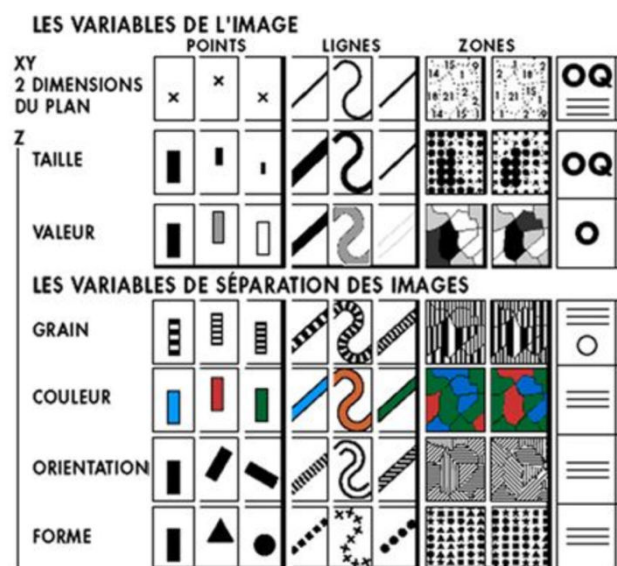 LES VARIABLES DE L'IMAGE
POINTS LIGNES ZONES
XY
2 DIMENSIONS
DU PLAN
OQ
Z
TAILLE
OQ
VALEUR
O
LES VARIABLES DE SÉPARATION DES IMAGES
GRAIN
COULEUR
ORIENTATION
FORME